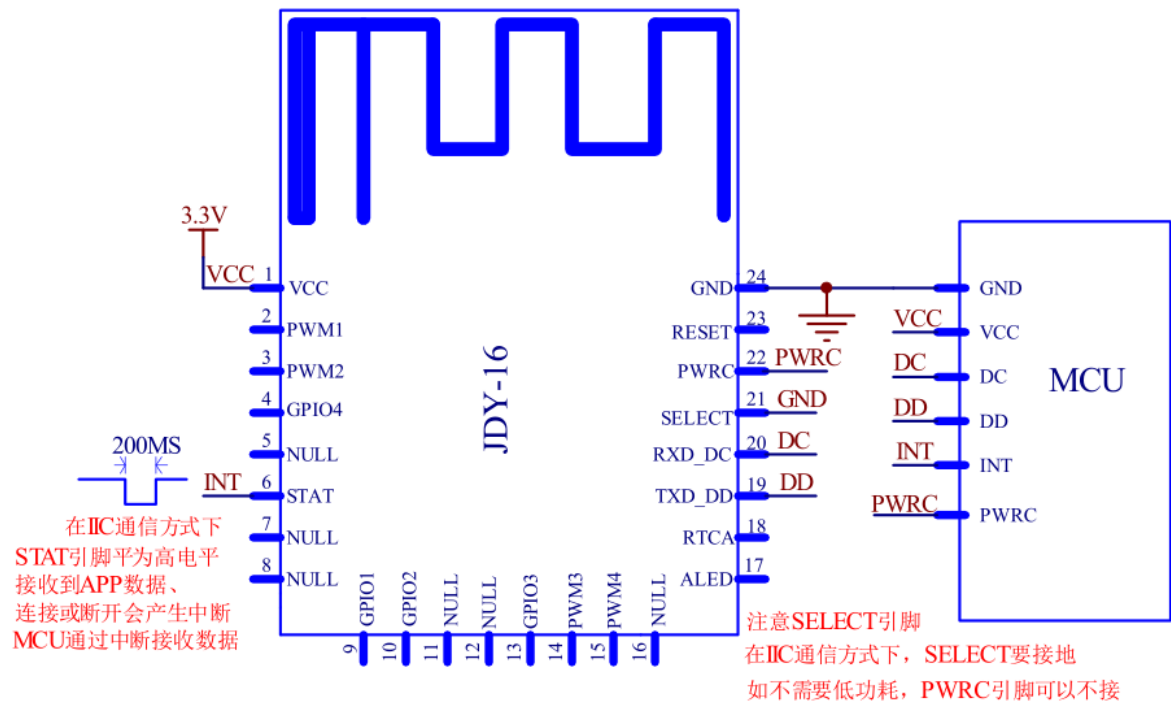 3.3V
VCC
1
VCC
2
PWM1
3
PWM2
4
GPIO4
5
NULL
200MS
INT
6
STAT
7
NULL
8
NULL
在IIC通信方式下
STAT引脚平为高电平
接收到APP数据、
连接或断开会产生中断
MCU通过中断接收数据
JDY-16
9
GPIO1
10
GPIO2
11
NULL
12
NULL
13
GPIO3
14
PWM3
15
PWM4
16
NULL
GND
24
RESET
23
PWRC
22
PWRC
SELECT
21
GND
RXD_DC
20
DC
TXD_DD
19
DD
RTCA
18
ALED
17
注意SELECT引脚
在IIC通信方式下，SELECT要接地
如不需要低功耗，PWRC引脚可以不接
GND
VCC
VCC
DC
DC
DD
DD
INT
INT
PWRC
PWRC
MCU